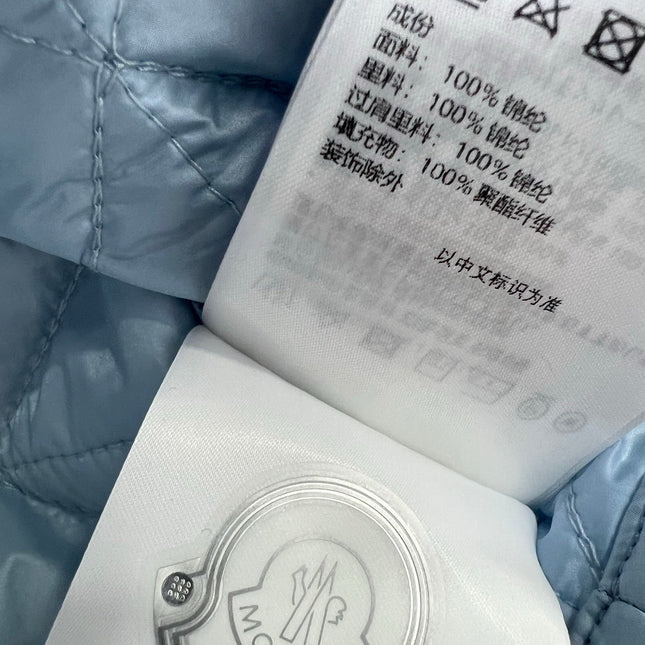 成份
面料： 100% 锦纶
里料： 100% 锦纶
过肩里料： 100% 锦纶
填充物： 100% 聚酯纤维
装饰除外
以中文标识为准
MO